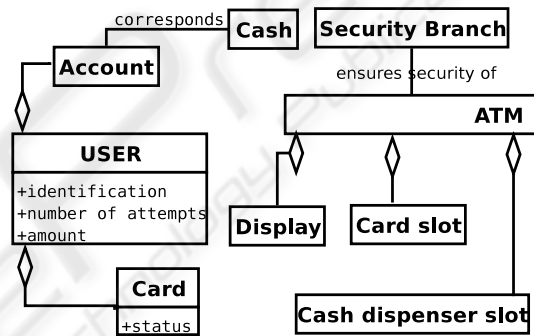 corresponds
Cash
Security Branch
Account
ensures security of
ATM
USER
+identification
+number of attempts
+amount
Display
Card slot
Card
+status
Cash dispenser slot